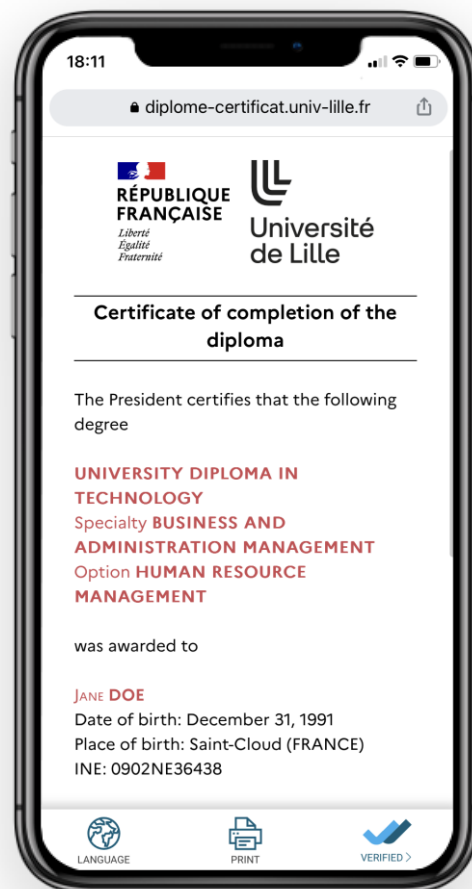 18:11
diplome-certificat.univ-lille.fr
RÉPUBLIQUE
FRANÇAISE
Liberté
Égalité
Fraternité
Université
de Lille
Certificate of completion of the
diploma
The President certifies that the following
degree
UNIVERSITY DIPLOMA IN
TECHNOLOGY
Specialty BUSINESS AND
ADMINISTRATION MANAGEMENT
Option HUMAN RESOURCE
MANAGEMENT
was awarded to
JANE DOE
Date of birth: December 31, 1991
Place of birth: Saint-Cloud (FRANCE)
INE: 0902NE36438
LANGUAGE
PRINT
VERIFIED >